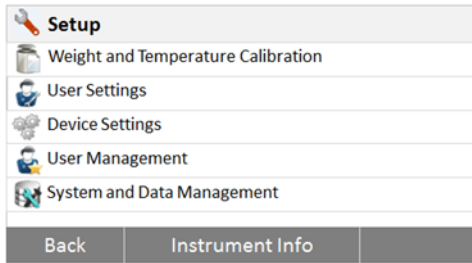 Setup
Weight and Temperature Calibration
User Settings
Device Settings
User Management
System and Data Management
Back Instrument Info